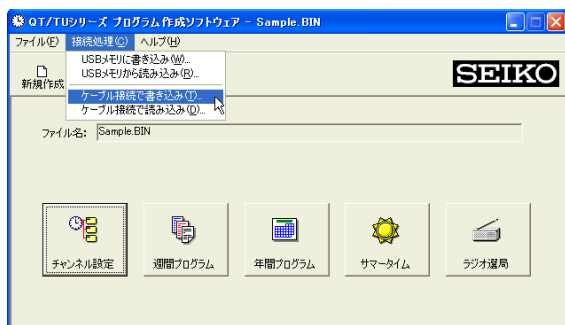 QT/TUシリーズ プログラム作成ソフトウェア - Sample.BIN
ファイル(F) 接続処理(C) ヘルプ(H)
USBメモリに書き込み(W)...
USBメモリから読み込み(R)...
ケーブル接続で書き込み(T)...
ケーブル接続で読み込み(D)...
新規作成
SEIKO
ファイル名: Sample.BIN
チャンネル設定 週間プログラム 年間プログラム サマータイム ラジオ選局